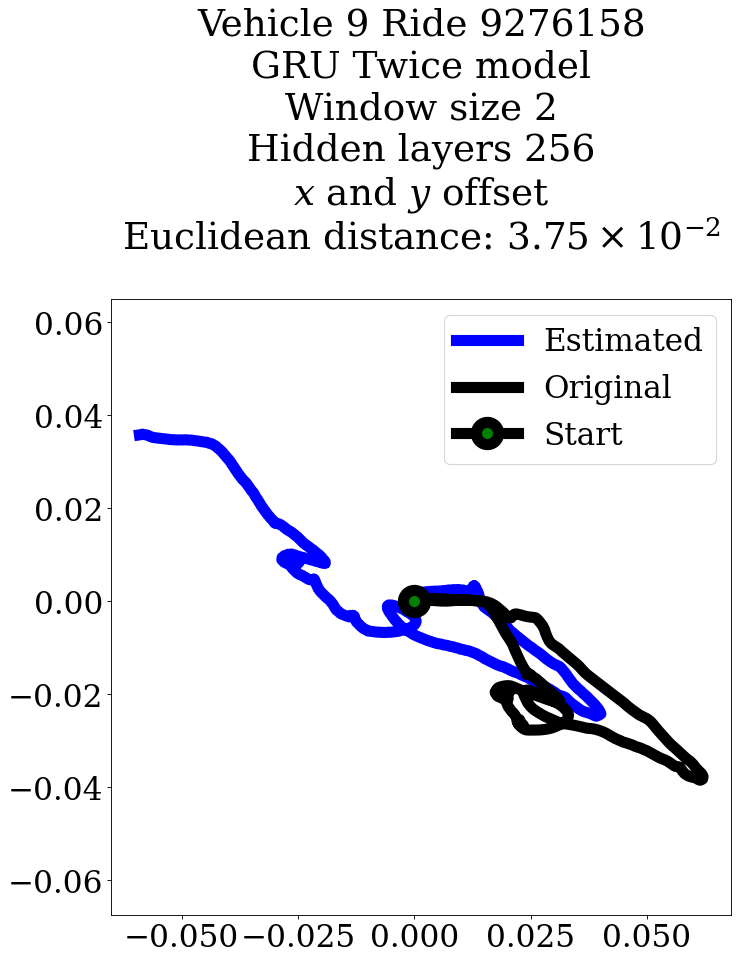 Vehicle 9 Ride 9276158
GRU Twice model
Window size 2
Hidden layers 256
x and y offset
Euclidean distance: 3.75 × 10⁻²
Estimated
Original
Start
0.06
0.04
0.02
0.00
−0.02
−0.04
−0.06
−0.050 −0.025 0.000 0.025 0.050